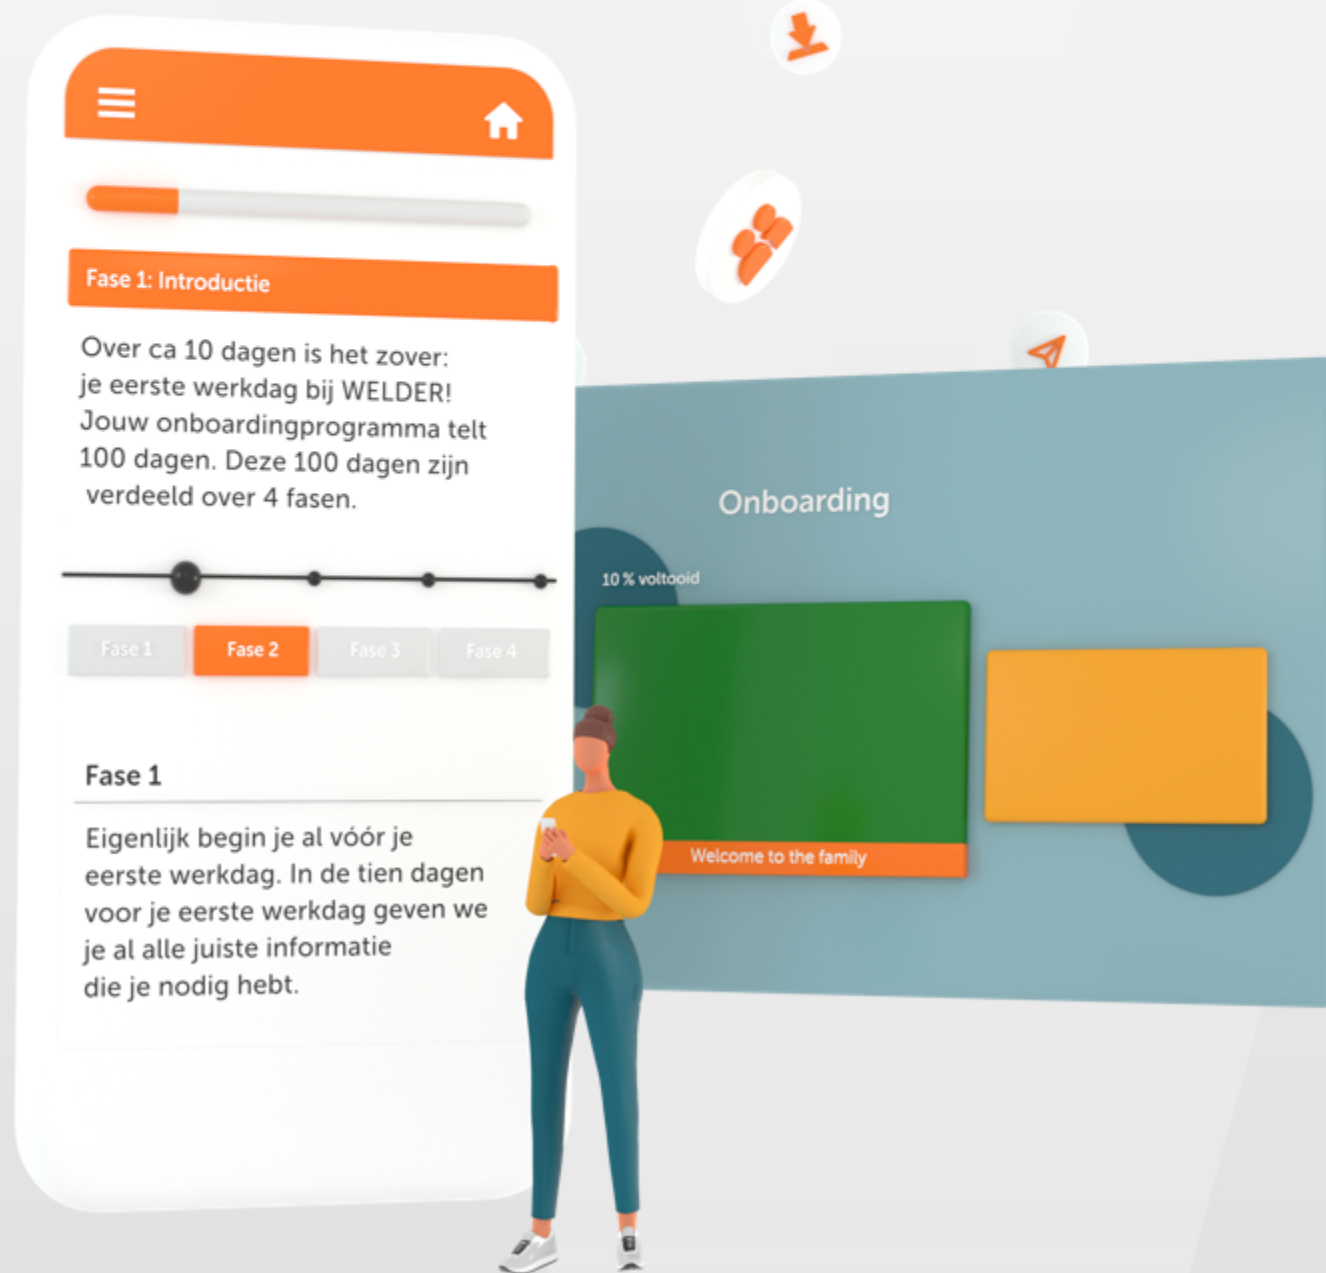 Fase 1: Introductie
Over ca 10 dagen is het zover:
je eerste werkdag bij WELDER!
Jouw onboardingprogramma telt
100 dagen. Deze 100 dagen zijn
verdeeld over 4 fasen.
Fase 1
Fase 2
Fase 3
Fase 4
Fase 1
Eigenlijk begin je al vóór je
eerste werkdag. In de tien dagen
voor je eerste werkdag geven we
je al alle juiste informatie
die je nodig hebt.
Onboarding
10 % voltooid
Welcome to the family